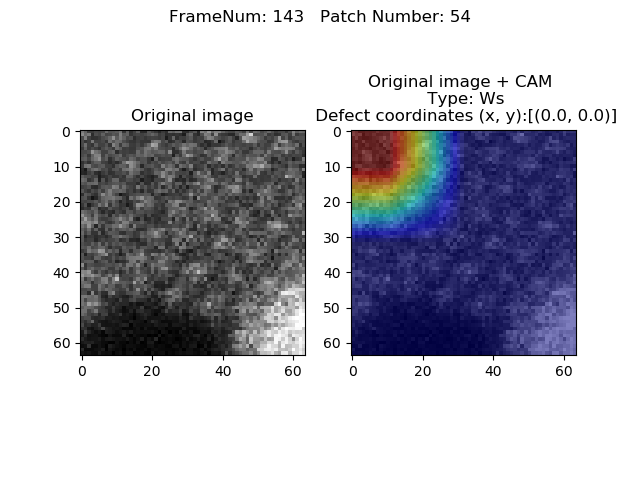 FrameNum: 143   Patch Number: 54
Original image
0
10
20
30
40
50
60
0 20 40 60
Original image + CAM
Type: Ws
Defect coordinates (x, y):[(0.0, 0.0)]
0
10
20
30
40
50
60
0 20 40 60